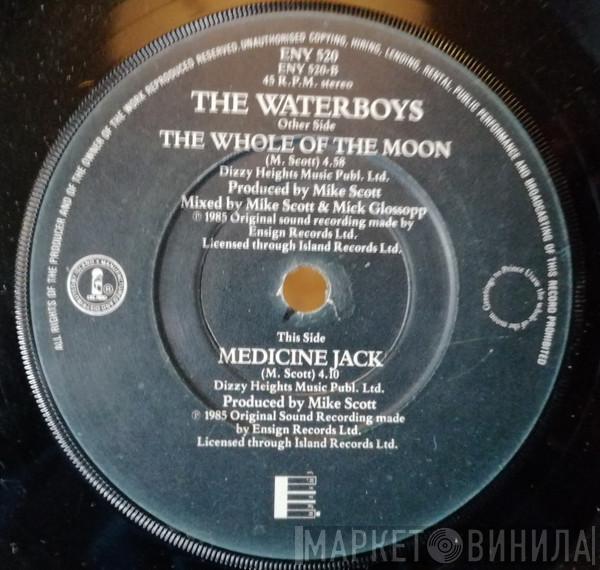 ALL RIGHTS OF THE PRODUCER AND OF THE OWNER OF THE WORK REPRODUCED RESERVED. UNAUTHORISED COPYING, HIRING, LENDING, RENTAL, PUBLIC PERFORMANCE AND BROADCASTING OF THIS RECORD PROHIBITED
ENY 520
ENY 520-B
45 R.P.M. stereo
THE WATERBOYS
Other Side
THE WHOLE OF THE MOON
(M. Scott) 4.58
Dizzy Heights Music Publ. Ltd.
Produced by Mike Scott
Mixed by Mike Scott & Mick Glossopp
℗ 1985 Original sound recording made by
Ensign Records Ltd.
Licensed through Island Records Ltd.
®
This Side
MEDICINE JACK
(M. Scott) 4.10
Dizzy Heights Music Publ. Ltd.
Produced by Mike Scott
℗ 1985 Original Sound Recording made
by Ensign Records Ltd.
Licensed through Island Records Ltd.
МАРКЕТ ВИНИЛА